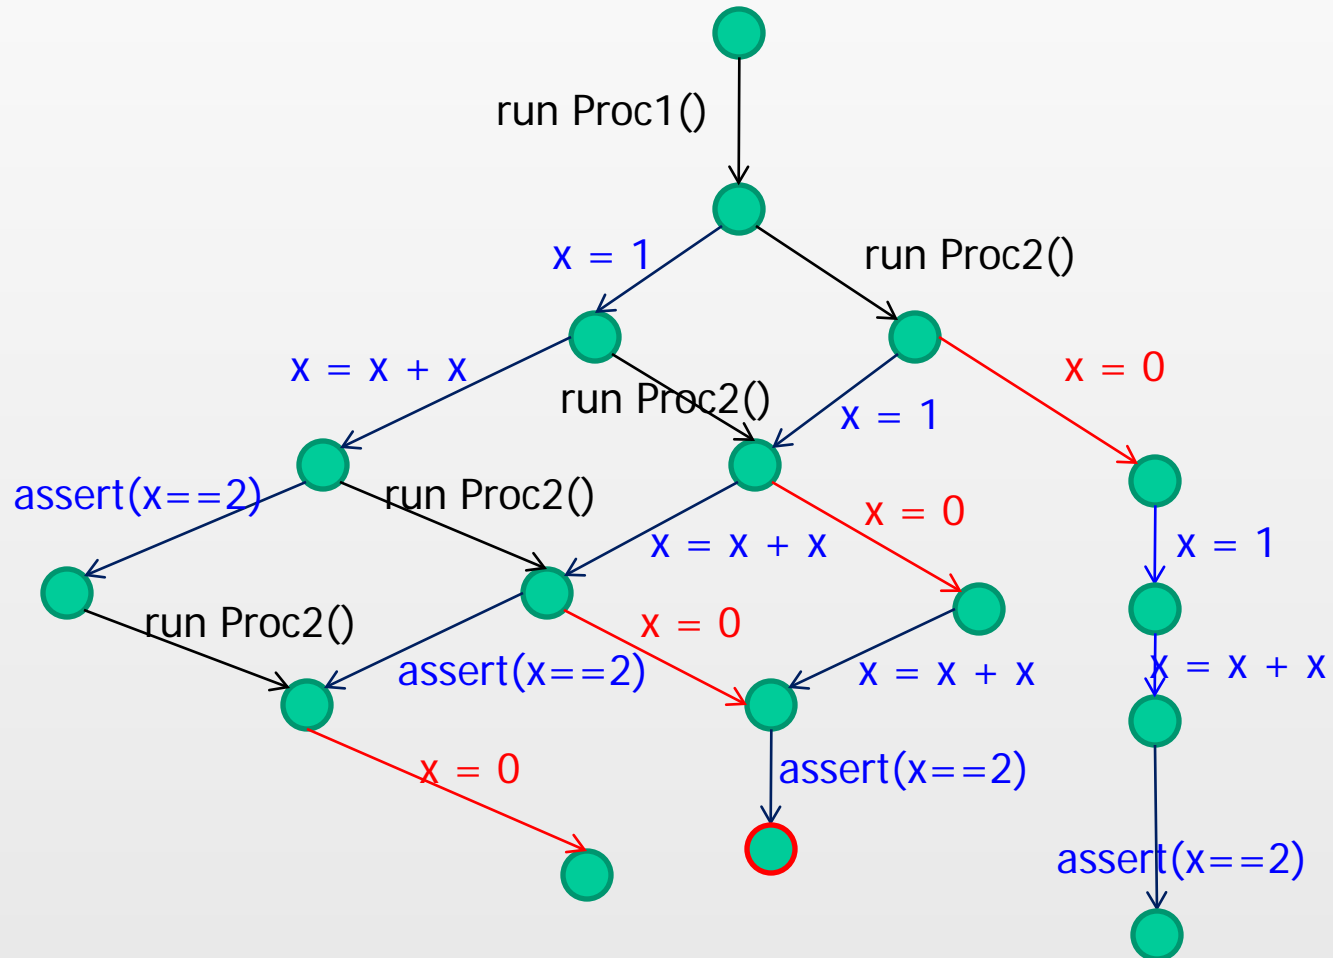 run Proc1()
x = 1
run Proc2()
x = x + x
run Proc2()
x = 1
x = 0
assert(x==2)
run Proc2()
x = x + x
x = 0
x = 1
run Proc2()
assert(x==2)
x = 0
x = x + x
x = x + x
x = 0
assert(x==2)
assert(x==2)